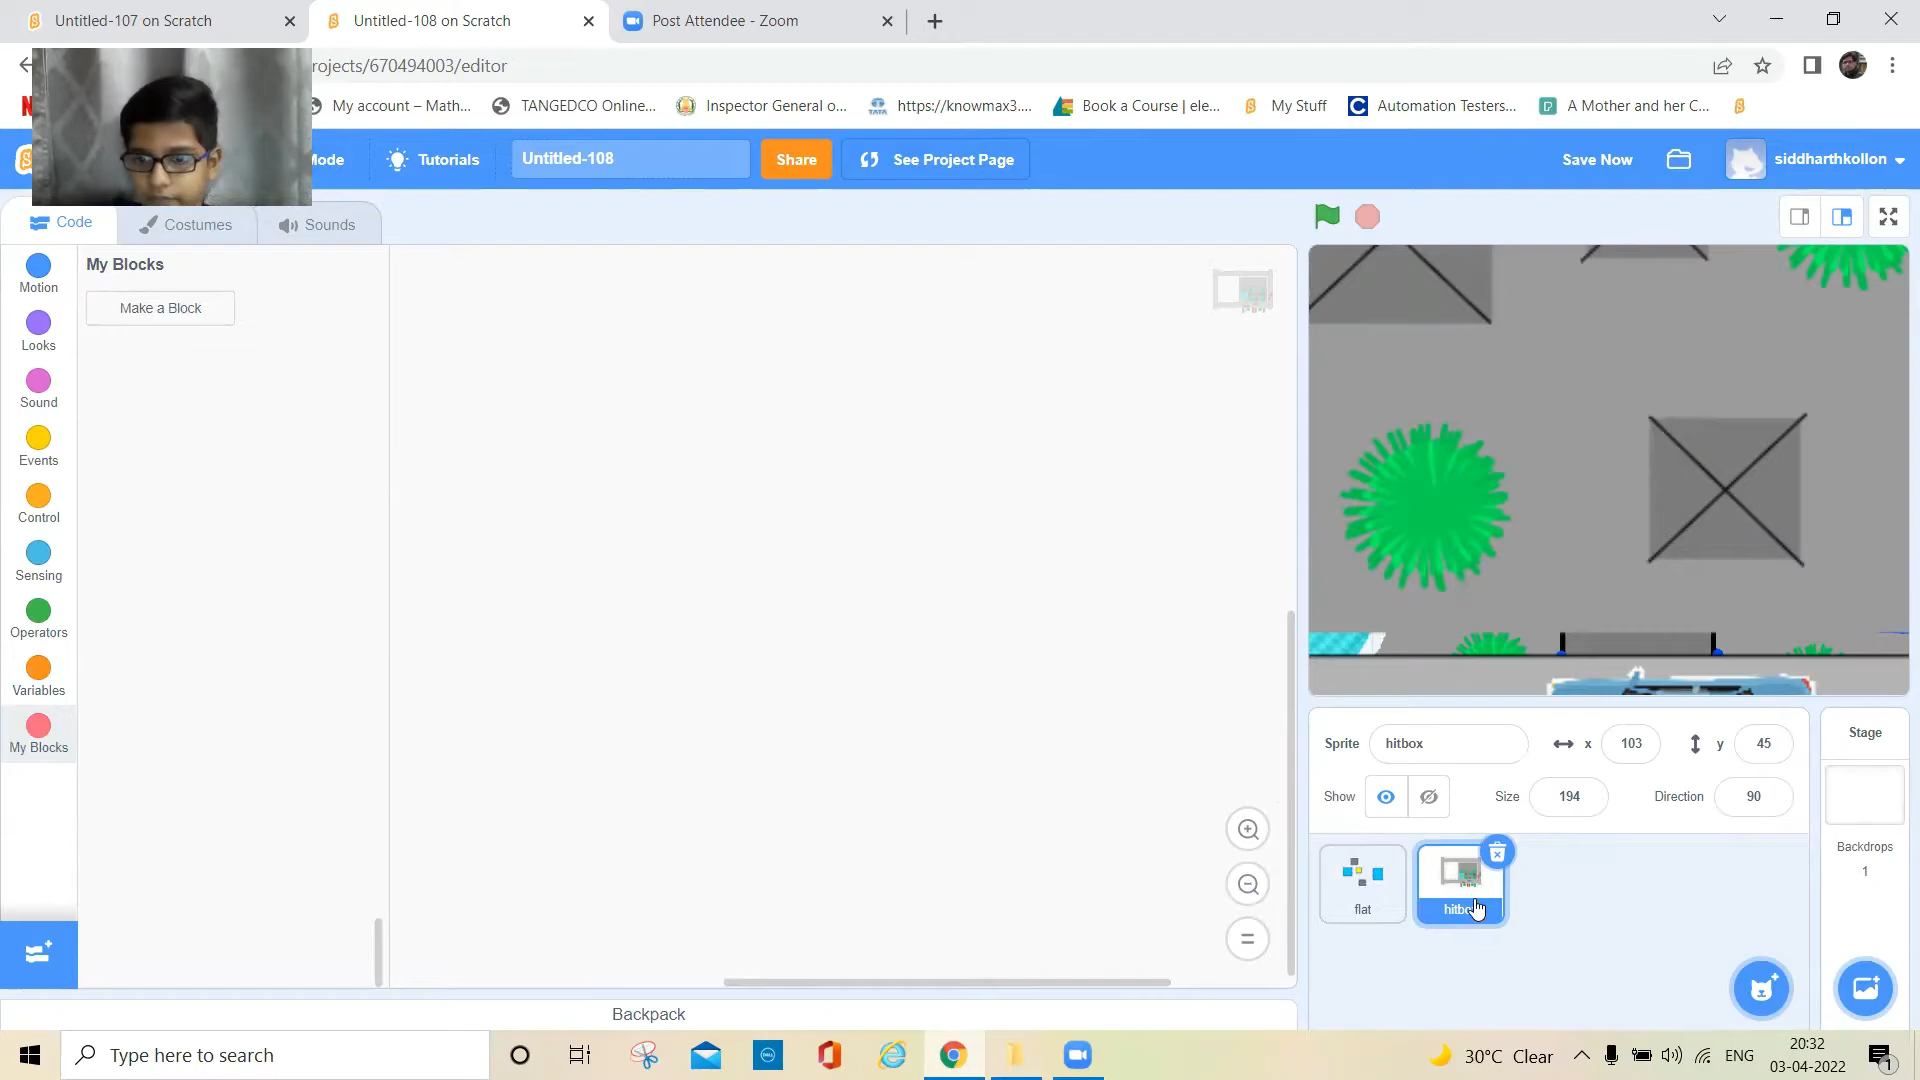 Untitled-107 on Scratch
Untitled-108 on Scratch
Post Attendee - Zoom
rojects/670494003/editor
My account – Math...
TANGEDCO Online...
Inspector General o...
https://knowmax3....
Book a Course | ele...
My Stuff
Automation Testers...
A Mother and her C...
Mode
Tutorials
Untitled-108
Share
See Project Page
Save Now
siddharthkollon
Code
Costumes
Sounds
My Blocks
Make a Block
Motion
Looks
Sound
Events
Control
Sensing
Operators
Variables
My Blocks
Sprite
hitbox
x
103
y
45
Show
Size
194
Direction
90
flat
hitbo
Stage
Backdrops
1
Backpack
Type here to search
DELL
30°C Clear
ENG
20:32
03-04-2022
1